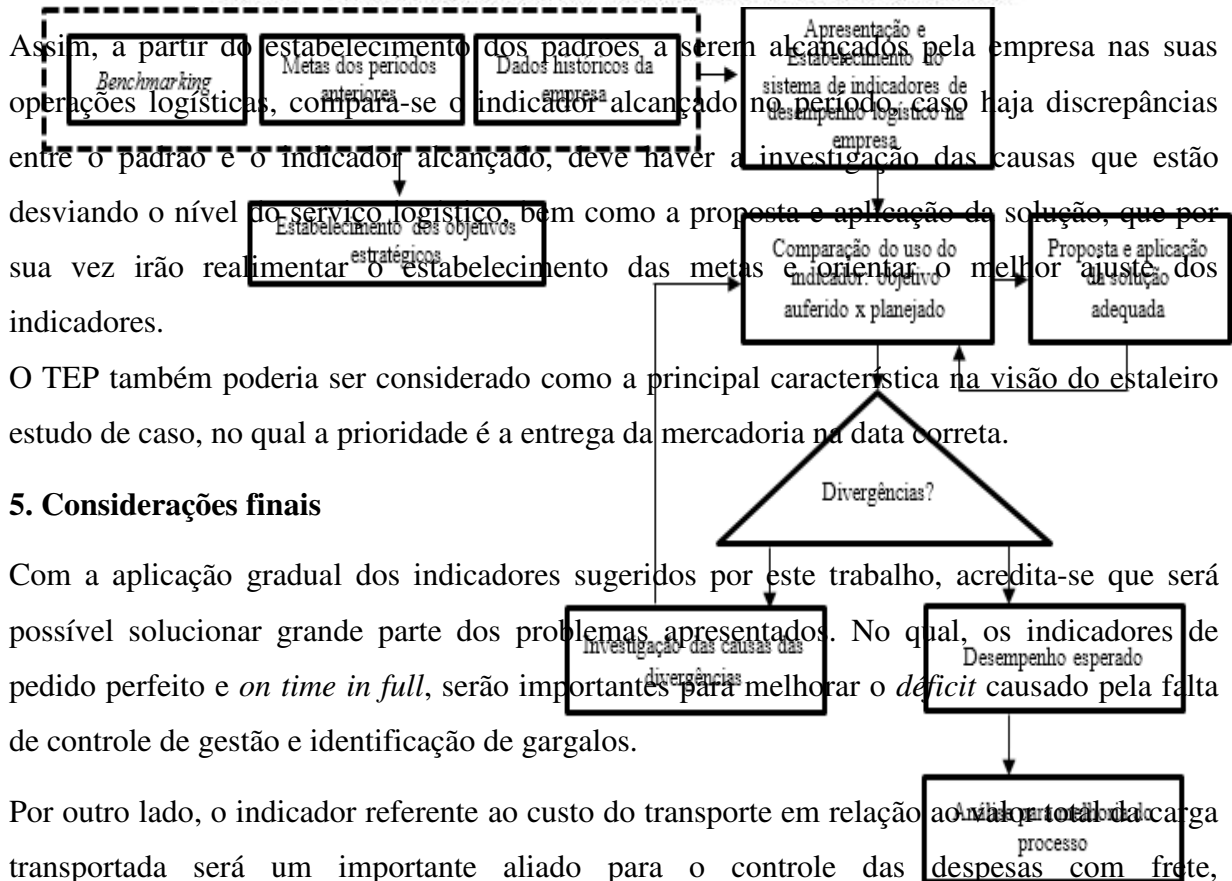 Assim, a partir do estabelecimento dos padrões a serem alcançados pela empresa nas suas
operações logísticas, compara-se o indicador alcançado no período, caso haja discrepâncias
entre o padrão e o indicador alcançado, deve haver a investigação das causas que estão
desviando o nível do serviço logístico, bem como a proposta e aplicação da solução, que por
sua vez irão realimentar o estabelecimento das metas e orientar o melhor ajuste dos
indicadores.
O TEP também poderia ser considerado como a principal característica na visão do estaleiro
estudo de caso, no qual a prioridade é a entrega da mercadoria na data correta.
5. Considerações finais
Com a aplicação gradual dos indicadores sugeridos por este trabalho, acredita-se que será
possível solucionar grande parte dos problemas apresentados. No qual, os indicadores de
pedido perfeito e on time in full, serão importantes para melhorar o déficit causado pela falta
de controle de gestão e identificação de gargalos.
Por outro lado, o indicador referente ao custo do transporte em relação ao valor total da carga
transportada será um importante aliado para o controle das despesas com frete,
Benchmarking
Metas dos períodos
anteriores
Dados históricos da
empresa
Apresentação e
Estabelecimento do
sistema de indicadores de
desempenho logístico na
empresa
Estabelecimento dos objetivos
estratégicos
Comparação do uso do
indicador: objetivo
auferido x planejado
Proposta e aplicação
da solução
adequada
Divergências?
Investigação das causas das
divergências
Desempenho esperado
Análise para melhoria do
processo